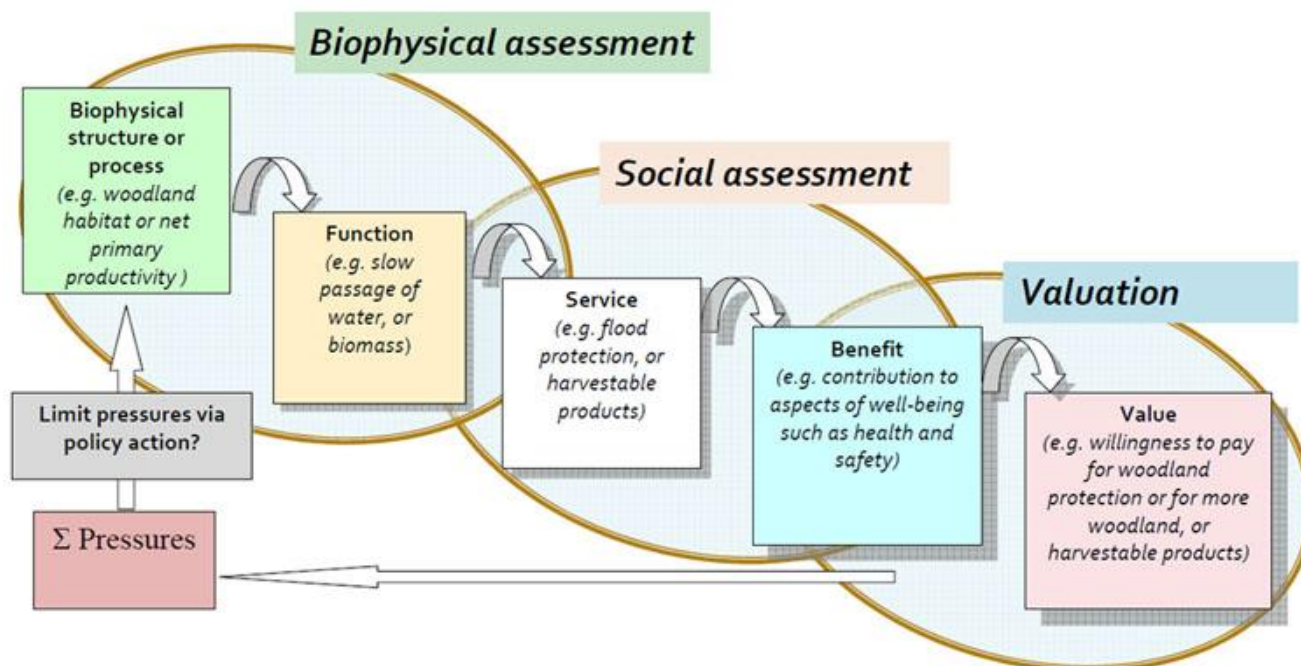 Biophysical assessment
Biophysical
structure or
process
(e.g. woodland
habitat or net
primary
productivity )
Social assessment
Function
(e.g. slow
passage of
water, or
biomass)
Service
(e.g. flood
protection, or
harvestable
products)
Valuation
Benefit
(e.g. contribution to
aspects of well-being
such as health and
safety)
Value
(e.g. willingness to pay
for woodland
protection or for more
woodland, or
harvestable products)
Limit pressures via
policy action?
Σ Pressures